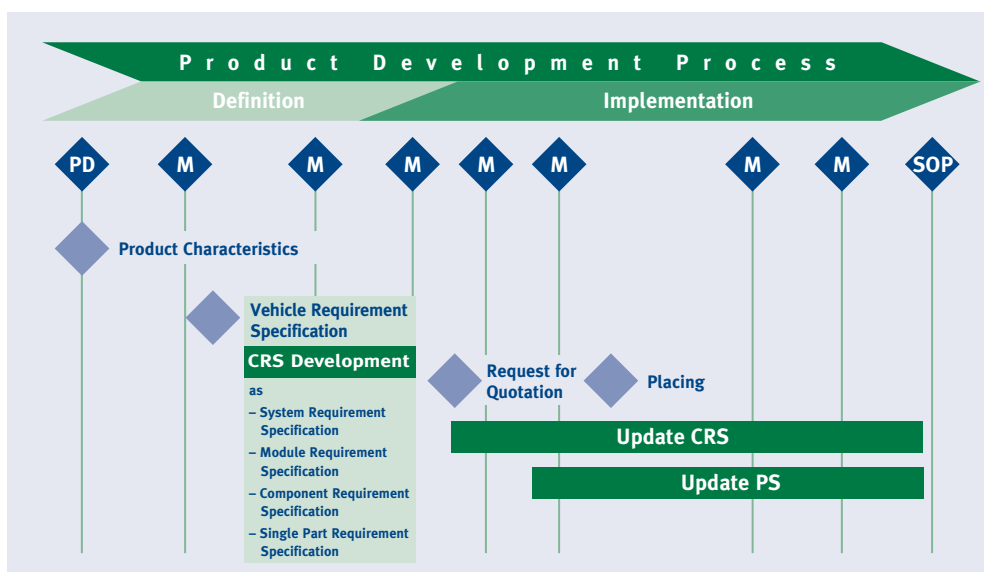 Product Development Process
Definition
Implementation
PD
M
M
M
M
M
M
M
SOP
Product Characteristics
Vehicle Requirement
Specification
CRS Development
as
– System Requirement
Specification
– Module Requirement
Specification
– Component Requirement
Specification
– Single Part Requirement
Specification
Request for
Quotation
Placing
Update CRS
Update PS